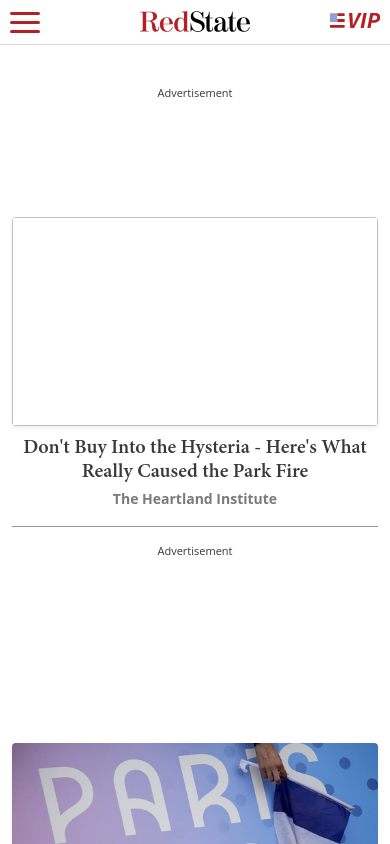 RedState
VIP
Advertisement
Don't Buy Into the Hysteria - Here's What
Really Caused the Park Fire
The Heartland Institute
Advertisement
PARIS